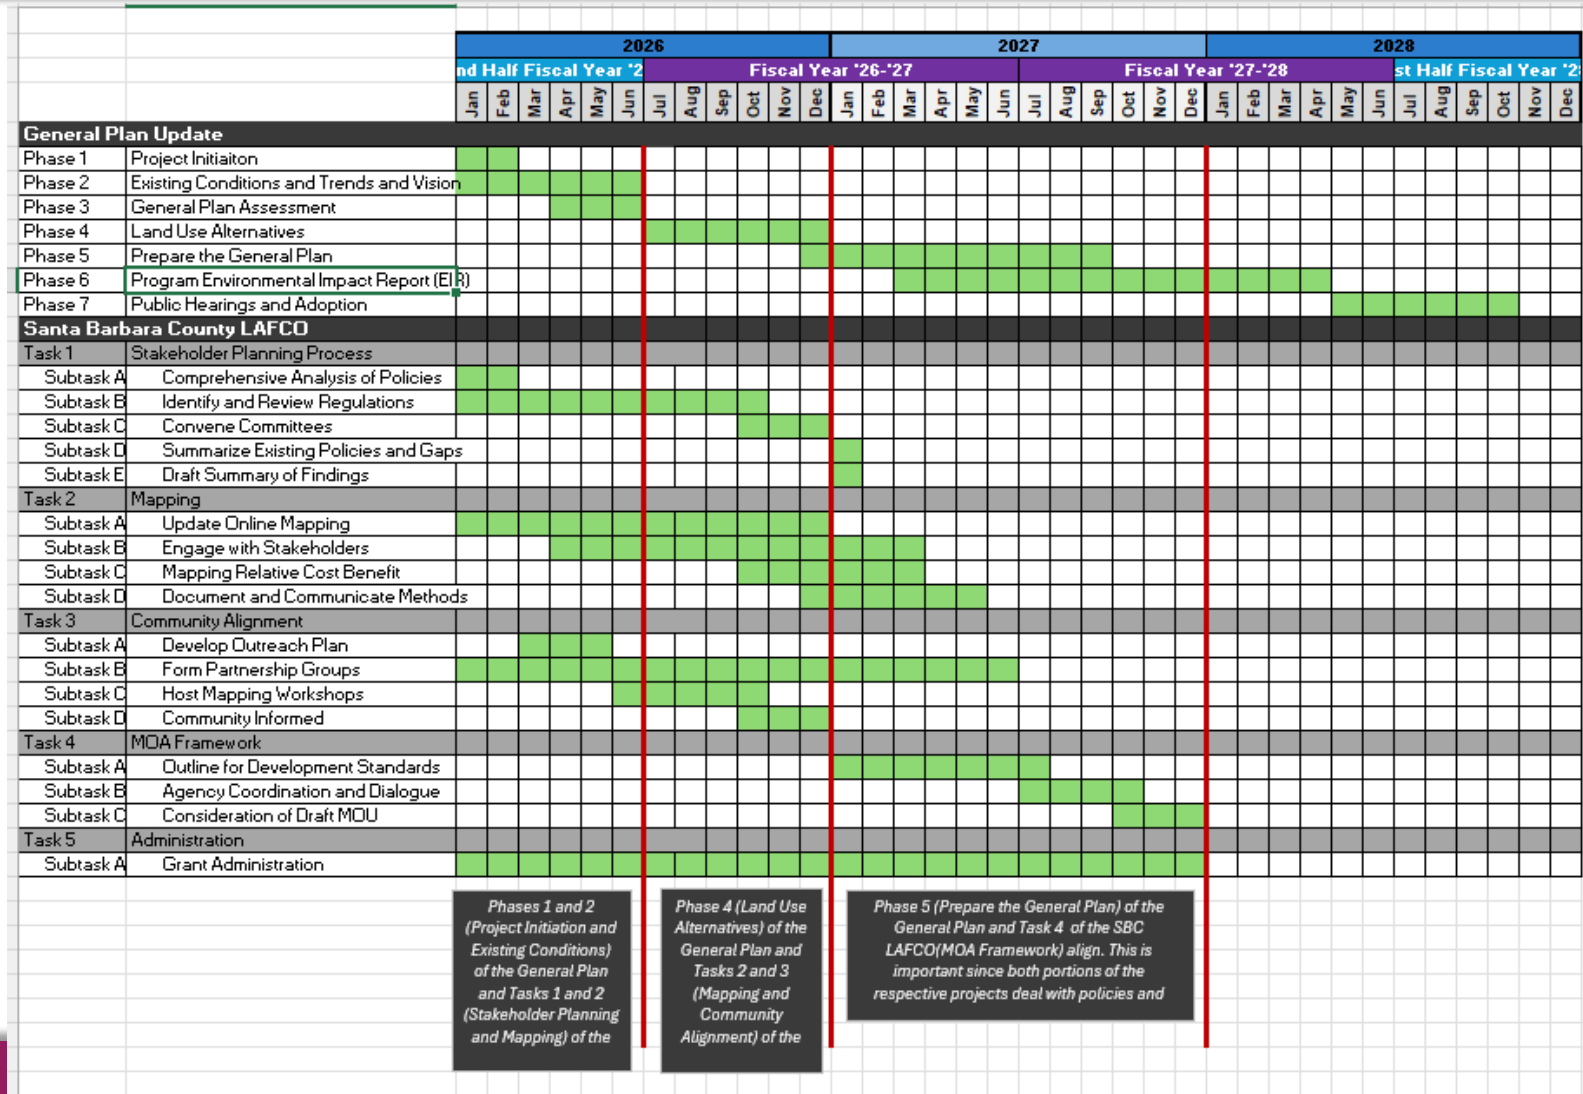 2026 2027 2028
nd Half Fiscal Year '2 Fiscal Year '26-'27 Fiscal Year '27-'28 st Half Fiscal Year '2
Jan Feb Mar Apr May Jun Jul Aug Sep Oct Nov Dec Jan Feb Mar Apr May Jun Jul Aug Sep Oct Nov Dec Jan Feb Mar Apr May Jun Jul Aug Sep Oct Nov Dec
General Plan Update
Phase 1 Project Initiaiton
Phase 2 Existing Conditions and Trends and Vision
Phase 3 General Plan Assessment
Phase 4 Land Use Alternatives
Phase 5 Prepare the General Plan
Phase 6 Program Environmental Impact Report (EIR)
Phase 7 Public Hearings and Adoption
Santa Barbara County LAFCO
Task 1 Stakeholder Planning Process
Subtask A Comprehensive Analysis of Policies
Subtask B Identify and Review Regulations
Subtask C Convene Committees
Subtask D Summarize Existing Policies and Gaps
Subtask E Draft Summary of Findings
Task 2 Mapping
Subtask A Update Online Mapping
Subtask B Engage with Stakeholders
Subtask C Mapping Relative Cost Benefit
Subtask D Document and Communicate Methods
Task 3 Community Alignment
Subtask A Develop Outreach Plan
Subtask B Form Partnership Groups
Subtask C Host Mapping Workshops
Subtask D Community Informed
Task 4 MOA Framework
Subtask A Outline for Development Standards
Subtask B Agency Coordination and Dialogue
Subtask C Consideration of Draft MOU
Task 5 Administration
Subtask A Grant Administration
Phases 1 and 2
(Project Initiation and
Existing Conditions)
of the General Plan
and Tasks 1 and 2
(Stakeholder Planning
and Mapping) of the
Phase 4 (Land Use
Alternatives) of the
General Plan and
Tasks 2 and 3
(Mapping and
Community
Alignment) of the
Phase 5 (Prepare the General Plan) of the
General Plan and Task 4 of the SBC
LAFCO(MOA Framework) align. This is
important since both portions of the
respective projects deal with policies and